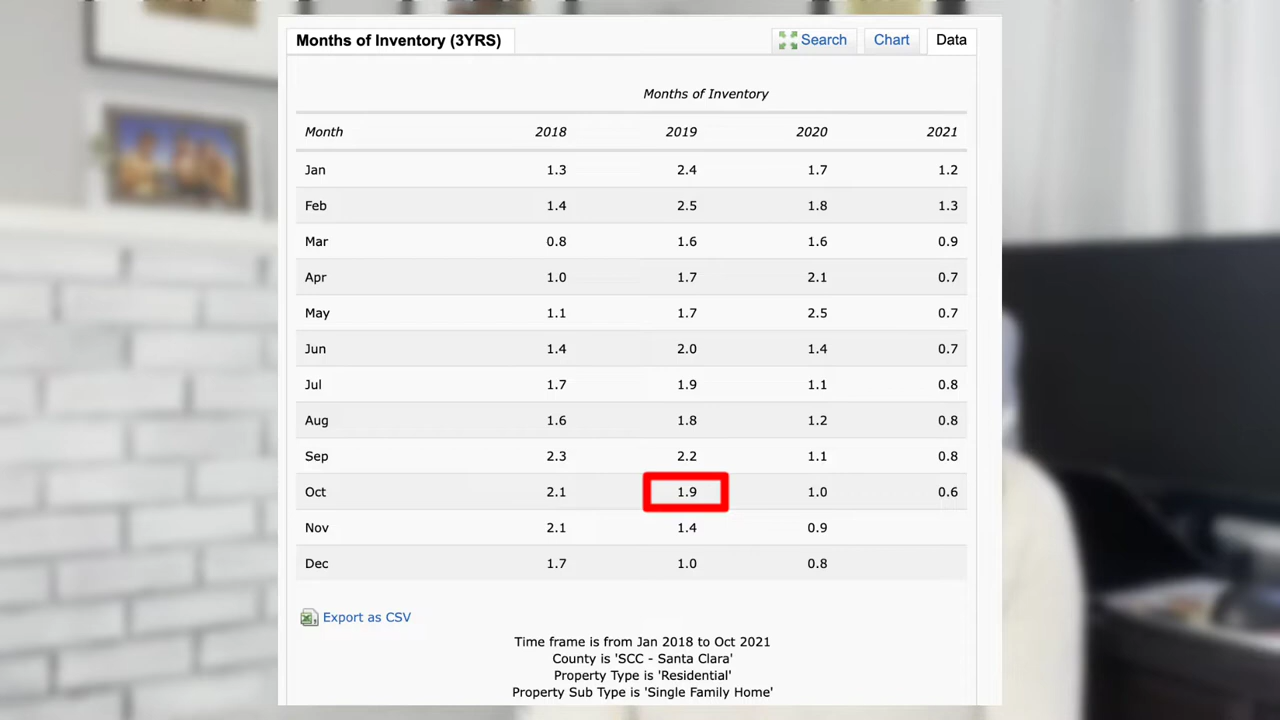 Months of Inventory (3YRS) Search Chart Data
Months of Inventory
Month 2018 2019 2020 2021
Jan 1.3 2.4 1.7 1.2
Feb 1.4 2.5 1.8 1.3
Mar 0.8 1.6 1.6 0.9
Apr 1.0 1.7 2.1 0.7
May 1.1 1.7 2.5 0.7
Jun 1.4 2.0 1.4 0.7
Jul 1.7 1.9 1.1 0.8
Aug 1.6 1.8 1.2 0.8
Sep 2.3 2.2 1.1 0.8
Oct 2.1 1.9 1.0 0.6
Nov 2.1 1.4 0.9
Dec 1.7 1.0 0.8
Export as CSV
Time frame is from Jan 2018 to Oct 2021
County is 'SCC - Santa Clara'
Property Type is 'Residential'
Property Sub Type is 'Single Family Home'